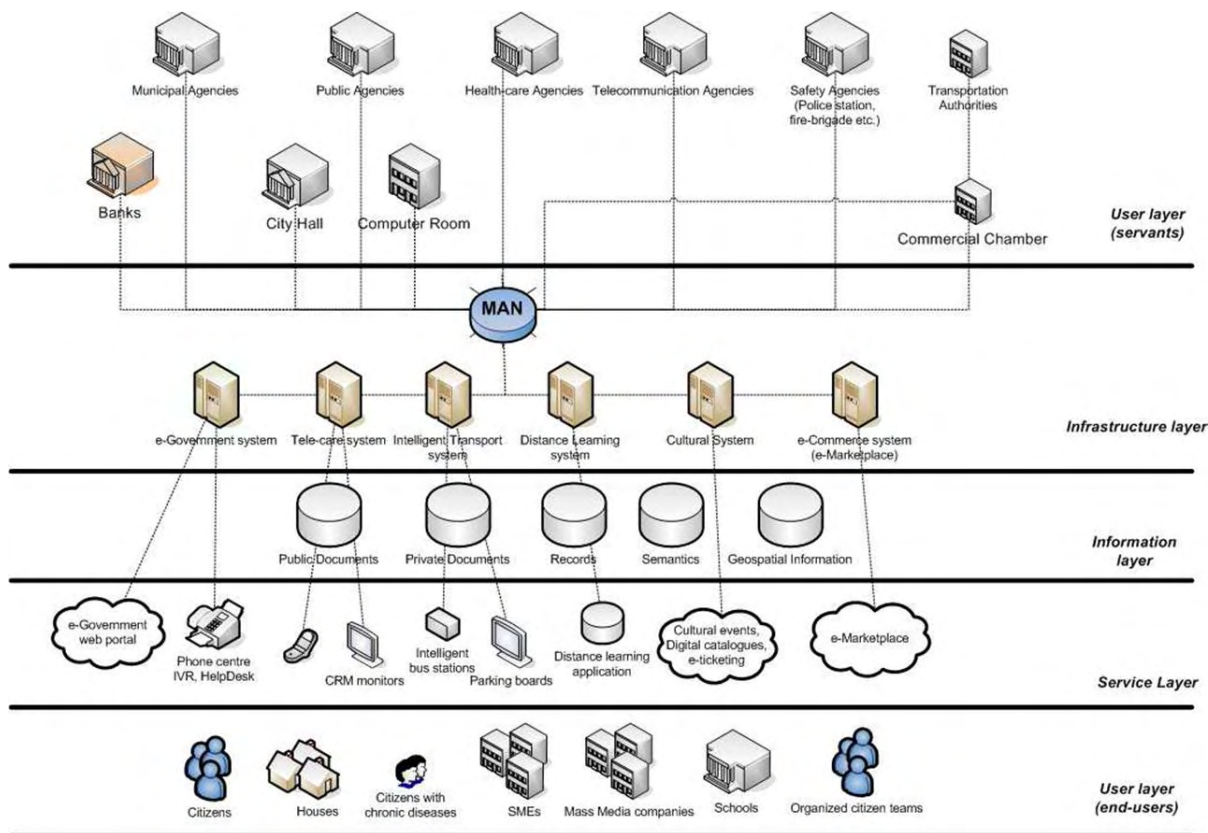 Municipal Agencies
Public Agencies
Health-care Agencies
Telecommunication Agencies
Safety Agencies
(Police station,
fire-brigade etc.)
Transportation
Authorities
Banks
City Hall
Computer Room
Commercial Chamber
User layer
(servants)
MAN
e-Government system
Tele-care system
Intelligent Transport
system
Distance Learning
system
Cultural System
e-Commerce system
(e-Marketplace)
Infrastructure layer
Public Documents
Private Documents
Records
Semantics
Geospatial Information
Information
layer
e-Government
web portal
Phone centre
IVR, HelpDesk
CRM monitors
Intelligent
bus stations
Parking boards
Distance learning
application
Cultural events,
Digital catalogues,
e-ticketing
e-Marketplace
Service Layer
Citizens
Houses
Citizens with
chronic diseases
SMEs
Mass Media companies
Schools
Organized citizen teams
User layer
(end-users)